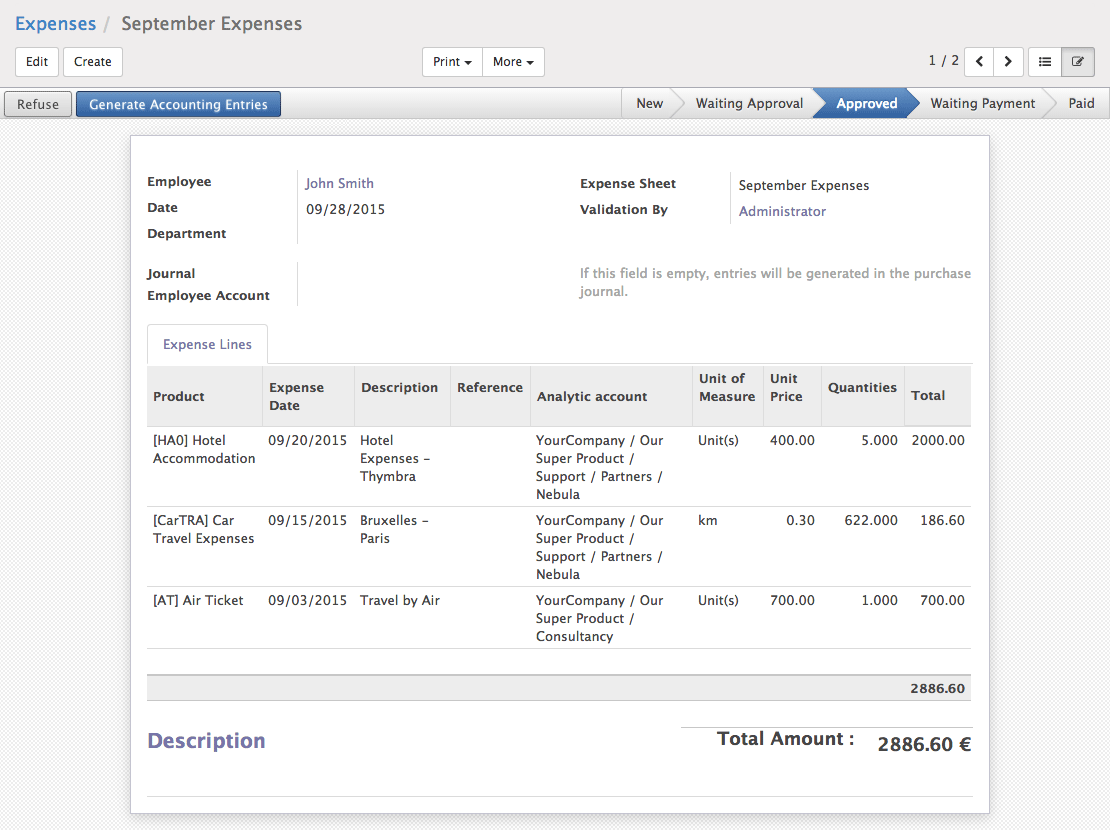 Expenses / September Expenses
Edit Create Print More 1 / 2
Refuse Generate Accounting Entries New Waiting Approval Approved Waiting Payment Paid
Employee John Smith
Date 09/28/2015
Department
Expense Sheet September Expenses
Validation By Administrator
Journal
Employee Account
If this field is empty, entries will be generated in the purchase
journal.
Expense Lines
Product Expense Date Description Reference Analytic account Unit of Measure Unit Price Quantities Total
[HA0] Hotel 09/20/2015 Hotel YourCompany / Our Unit(s) 400.00 5.000 2000.00
Accommodation Expenses – Super Product /
Thymbra Support / Partners /
Nebula
[CarTRA] Car 09/15/2015 Bruxelles – YourCompany / Our km 0.30 622.000 186.60
Travel Expenses Paris Super Product /
Support / Partners /
Nebula
[AT] Air Ticket 09/03/2015 Travel by Air YourCompany / Our Unit(s) 700.00 1.000 700.00
Super Product /
Consultancy
2886.60
Description Total Amount : 2886.60 €